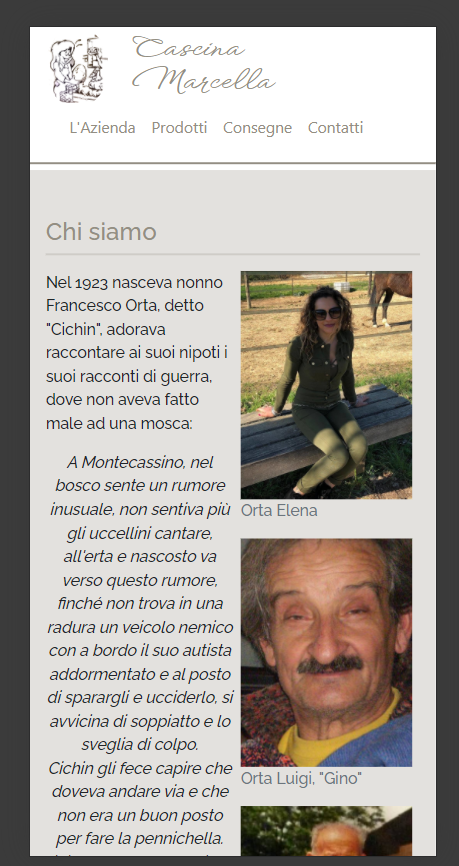 Cascina
Marcella
L'Azienda Prodotti Consegne Contatti
Chi siamo
Nel 1923 nasceva nonno
Francesco Orta, detto
"Cichin", adorava
raccontare ai suoi nipoti i
suoi racconti di guerra,
dove non aveva fatto
male ad una mosca:
A Montecassino, nel
bosco sente un rumore
inusuale, non sentiva più
gli uccellini cantare,
all'erta e nascosto va
verso questo rumore,
finché non trova in una
radura un veicolo nemico
con a bordo il suo autista
addormentato e al posto
di sparargli e ucciderlo, si
avvicina di soppiatto e lo
sveglia di colpo.
Cichin gli fece capire che
doveva andare via e che
non era un buon posto
per fare la pennichella.
Orta Elena
Orta Luigi, "Gino"